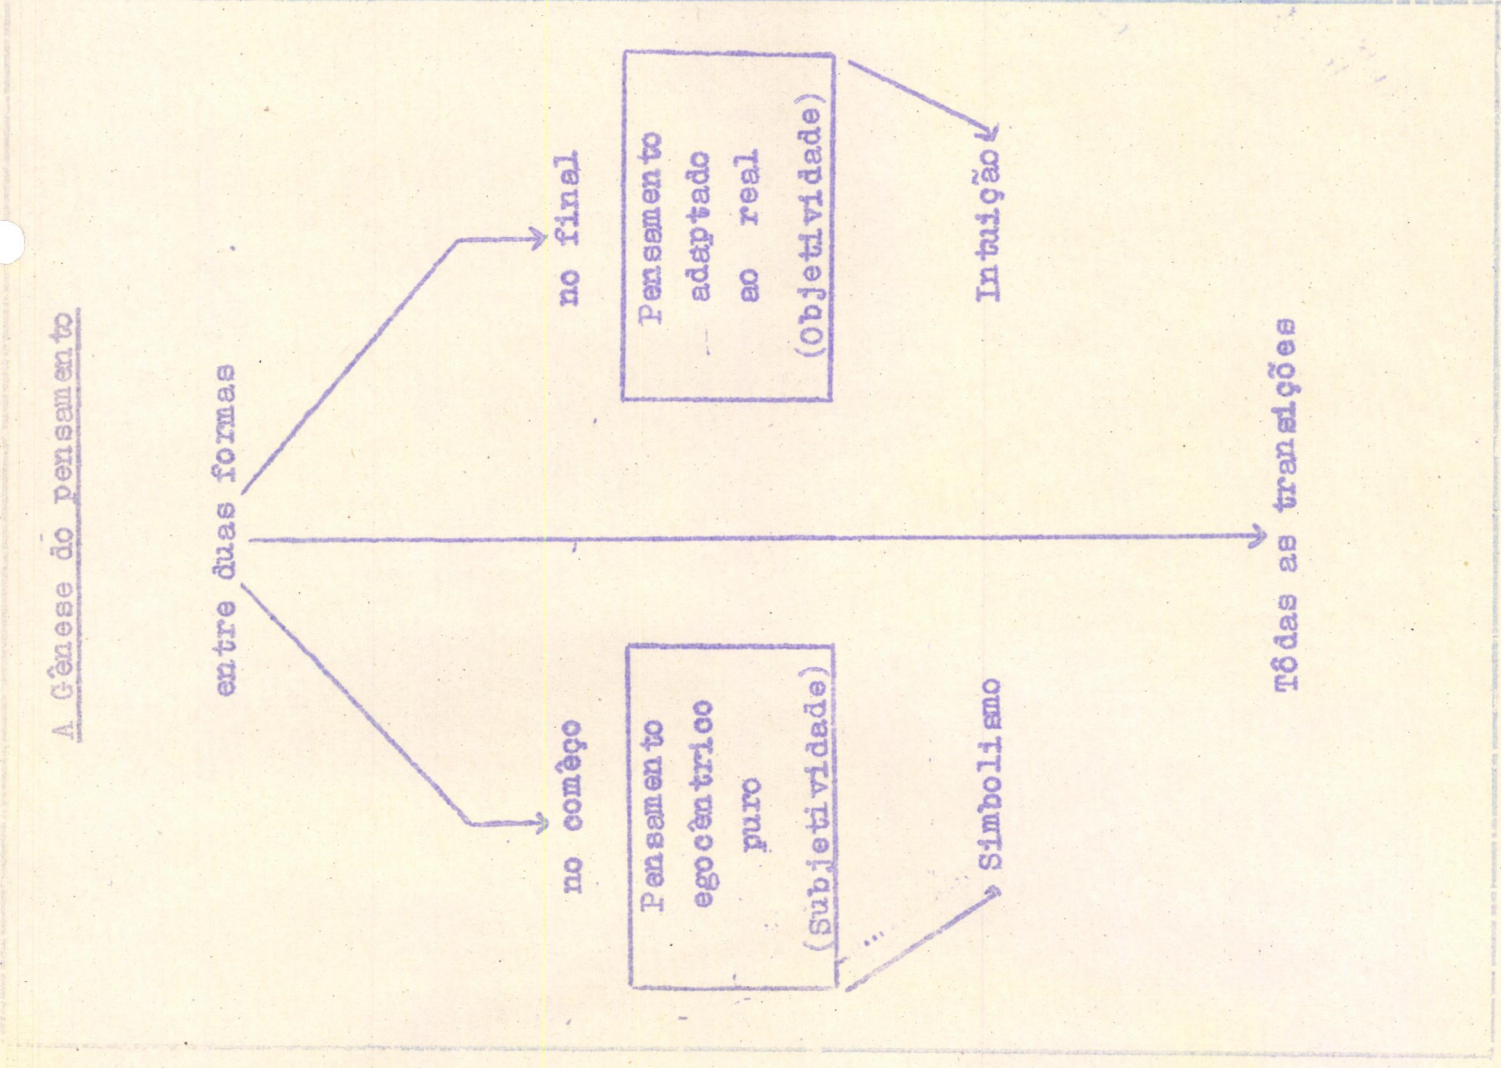 A Gênese do pensamento
entre duas formas
no comêço
no final
Pensamento
egocêntrico
puro
(Subjetividade)
Pensamento
adaptado
ao real
(Objetividade)
Simbolismo
Intuição
Tôdas as transições